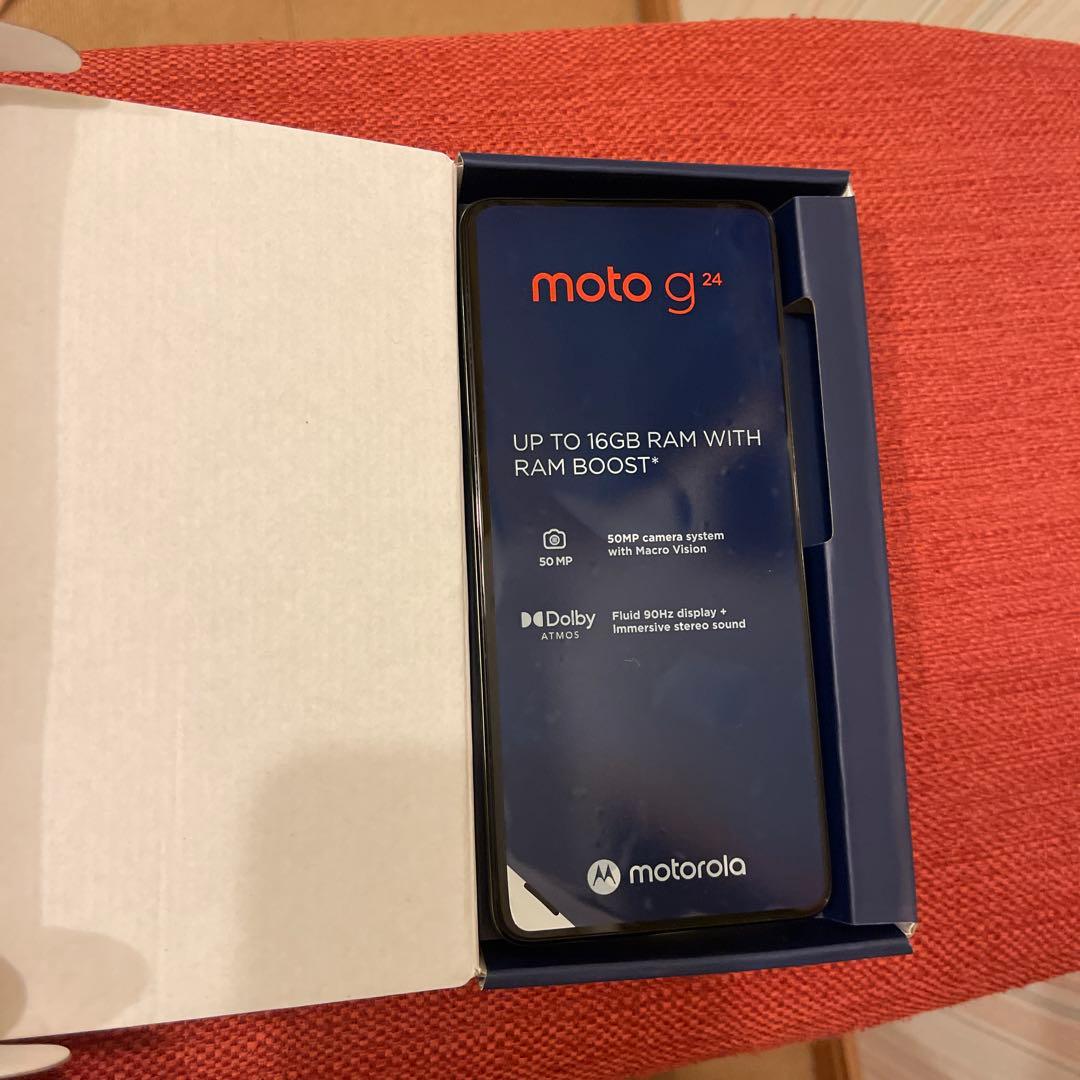 moto g 24
UP TO 16GB RAM WITH
RAM BOOST*
50 MP
50MP camera system
with Macro Vision
Dolby
ATMOS
Fluid 90Hz display +
Immersive stereo sound
motorola